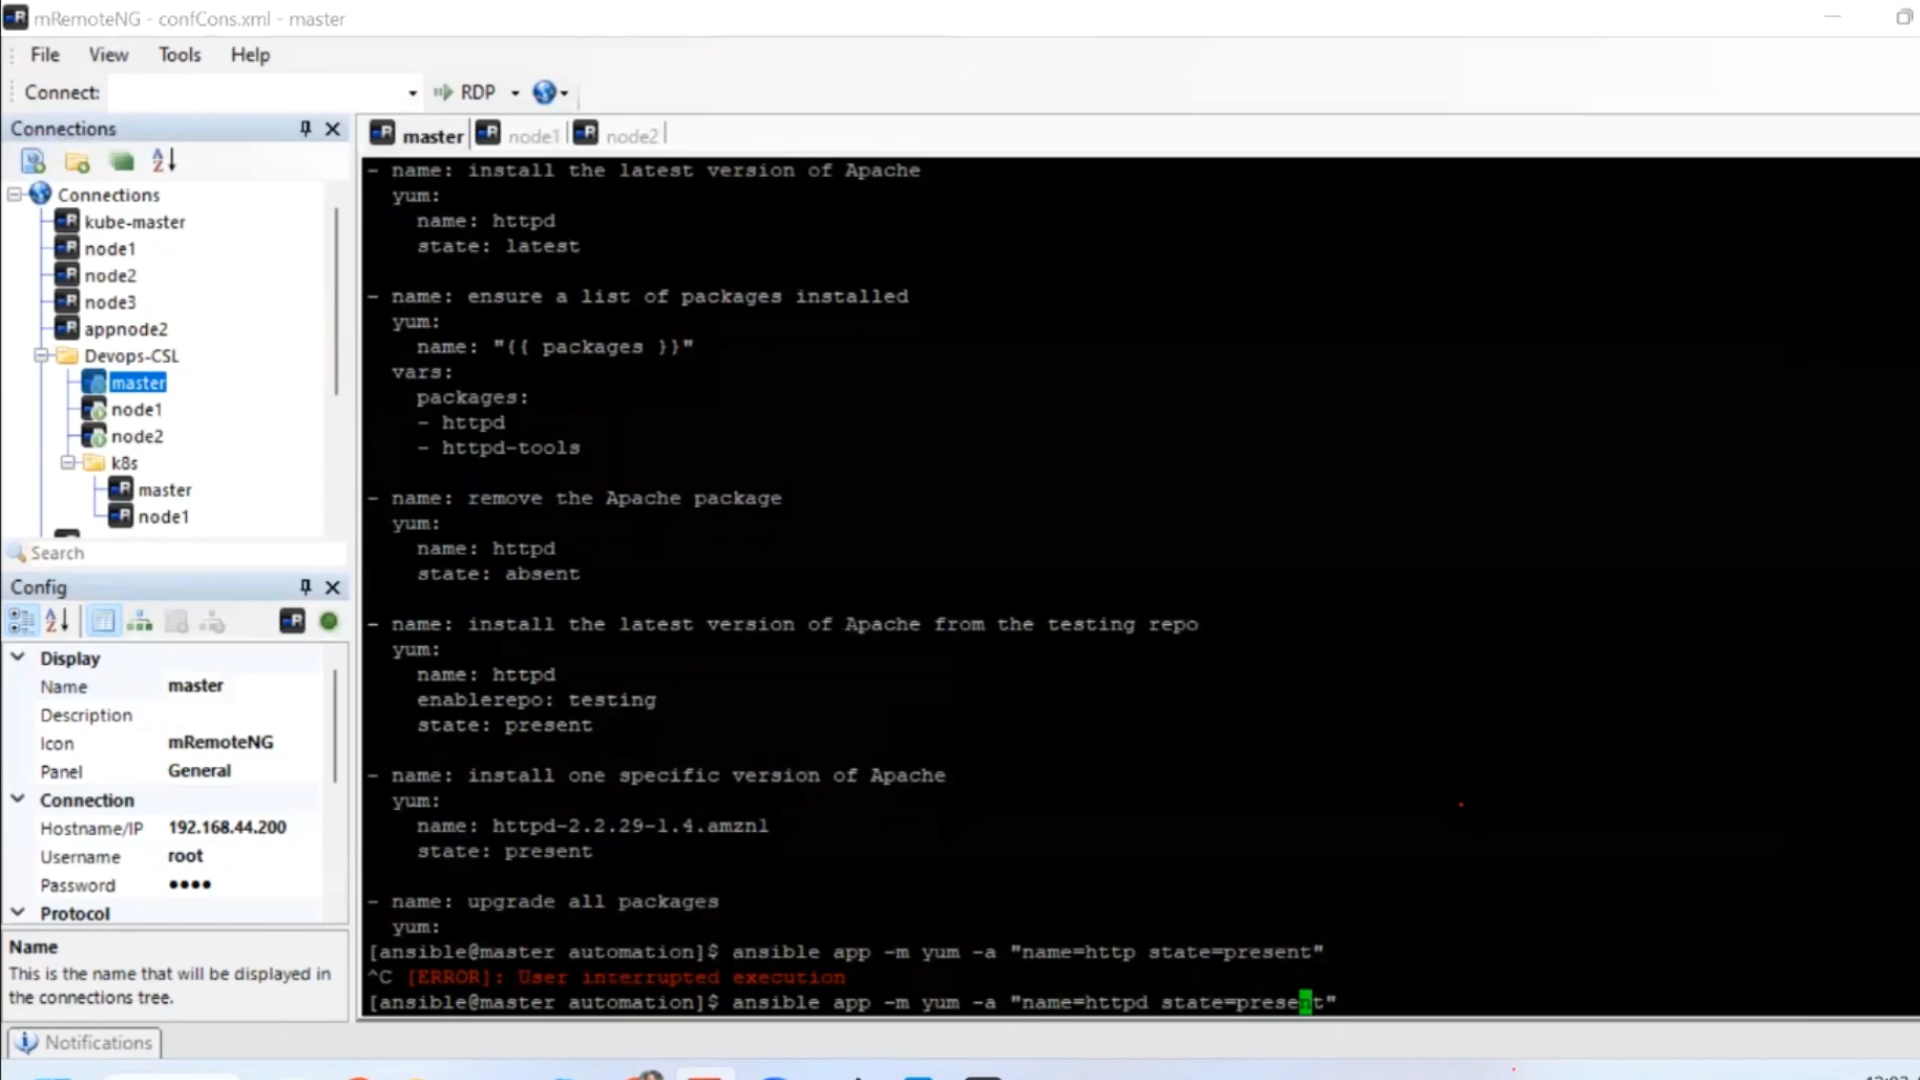 mRemoteNG - confCons.xml - master
File View Tools Help
Connect: RDP
Connections
master node1 node2
Connections
kube-master
node1
node2
node3
appnode2
Devops-CSL
master
node1
node2
k8s
master
node1
Search
Config
Display
Name master
Description
Icon mRemoteNG
Panel General
Connection
Hostname/IP 192.168.44.200
Username root
Password ••••
Protocol
Name
This is the name that will be displayed in
the connections tree.
Notifications
- name: install the latest version of Apache
yum:
name: httpd
state: latest
- name: ensure a list of packages installed
yum:
name: "{{ packages }}"
vars:
packages:
- httpd
- httpd-tools
- name: remove the Apache package
yum:
name: httpd
state: absent
- name: install the latest version of Apache from the testing repo
yum:
name: httpd
enablerepo: testing
state: present
- name: install one specific version of Apache
yum:
name: httpd-2.2.29-1.4.amzn1
state: present
- name: upgrade all packages
yum:
[ansible@master automation]$ ansible app -m yum -a "name=http state=present"
^C [ERROR]: User interrupted execution
[ansible@master automation]$ ansible app -m yum -a "name=httpd state=present"